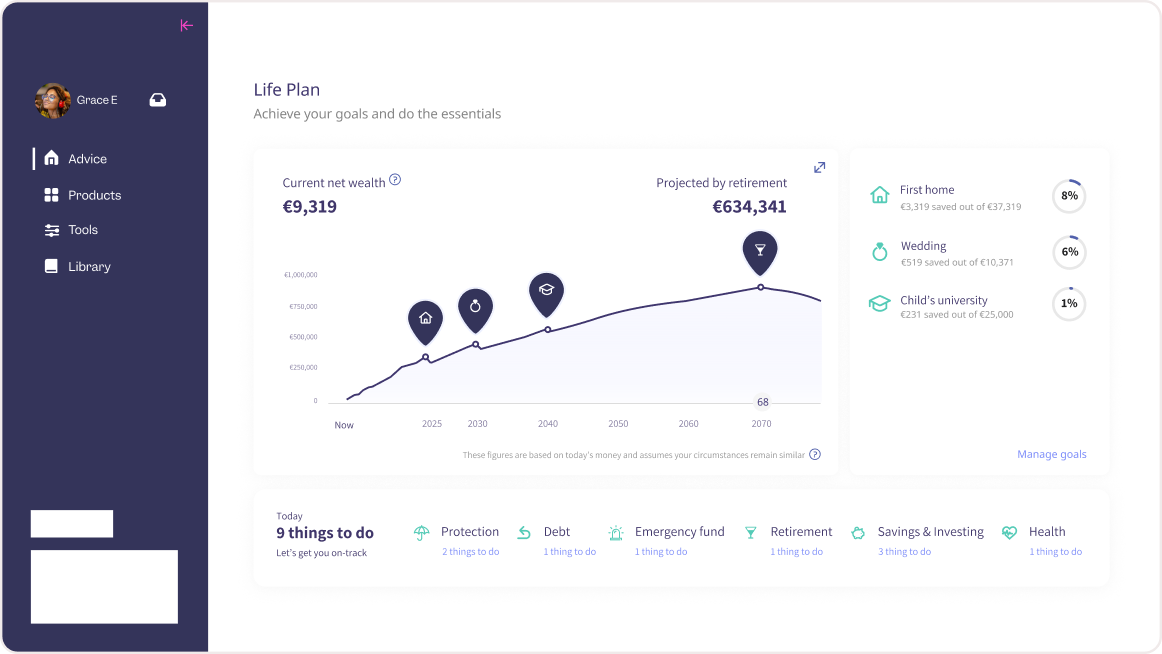 Grace E
Advice
Products
Tools
Library
Life Plan
Achieve your goals and do the essentials
Current net wealth ?
€9,319
Projected by retirement
€634,341
€1,000,000
€750,000
€500,000
€250,000
0
68
Now 2025 2030 2040 2050 2060 2070
These figures are based on today's money and assumes your circumstances remain similar ?
First home
€3,319 saved out of €37,319
8%
Wedding
€519 saved out of €10,371
6%
Child's university
€231 saved out of €25,000
1%
Manage goals
Today
9 things to do
Let's get you on-track
Protection
2 things to do
Debt
1 thing to do
Emergency fund
1 thing to do
Retirement
1 thing to do
Savings & Investing
3 thing to do
Health
1 thing to do